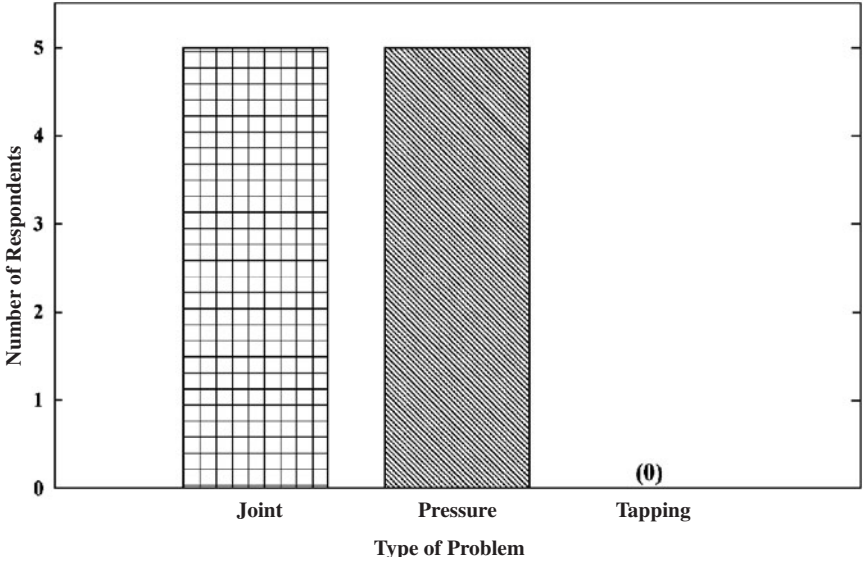 Number of Respondents
5
4
3
2
1
0
(0)
Joint Pressure Tapping
Type of Problem